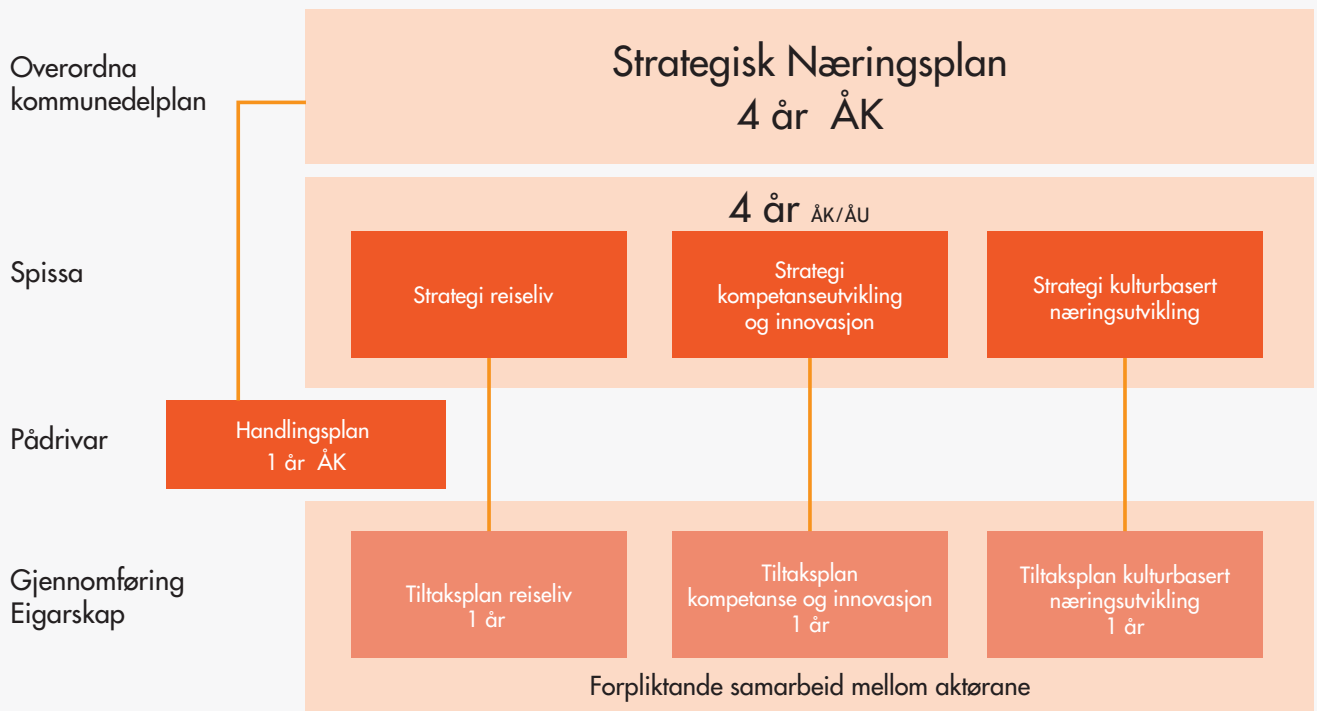 Overordna
kommunedelplan
Strategisk Næringsplan
4 år ÅK
4 år ÅK/ÅU
Spissa
Strategi reiseliv
Strategi
kompetanseutvikling
og innovasjon
Strategi kulturbasert
næringsutvikling
Pådrivar
Handlingsplan
1 år ÅK
Gjennomføring
Eigarskap
Tiltaksplan reiseliv
1 år
Tiltaksplan
kompetanse og innovasjon
1 år
Tiltaksplan kulturbasert
næringsutvikling
1 år
Forpliktande samarbeid mellom aktørane